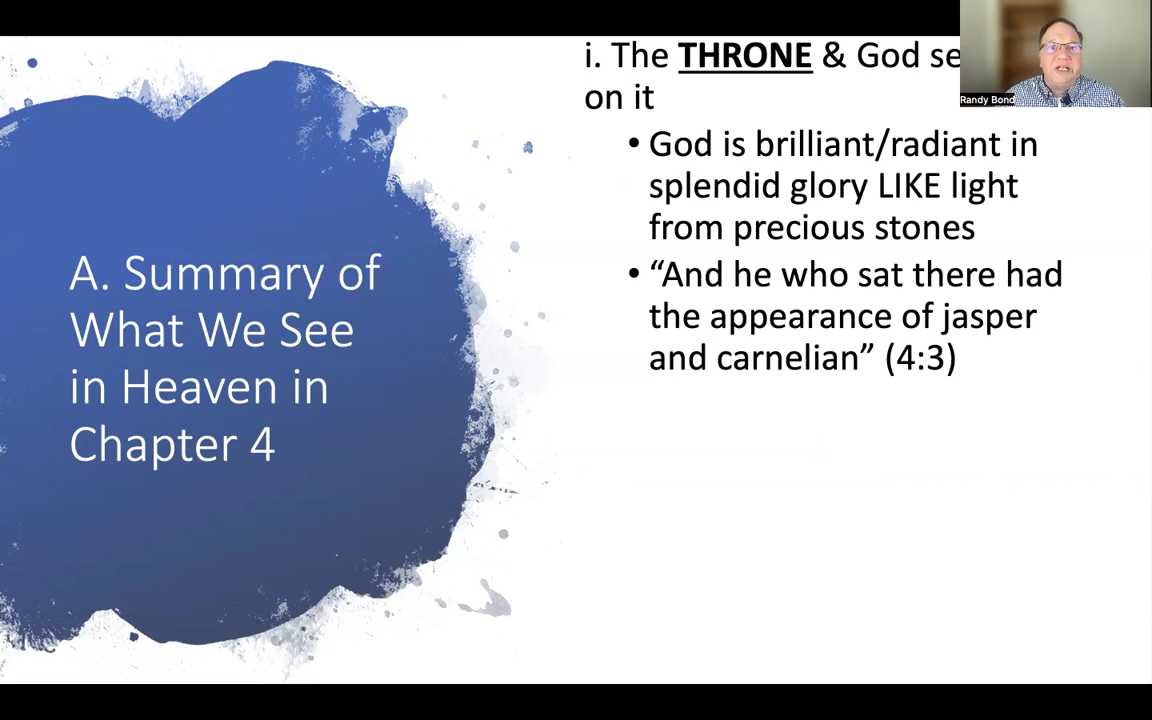 i. The THRONE & God se
on it
Randy Bond
• God is brilliant/radiant in
splendid glory LIKE light
from precious stones
• “And he who sat there had
the appearance of jasper
and carnelian” (4:3)
A. Summary of
What We See
in Heaven in
Chapter 4